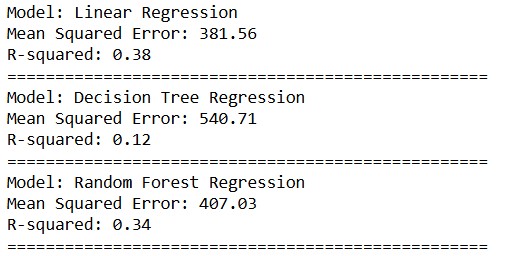 Model: Linear Regression
Mean Squared Error: 381.56
R-squared: 0.38
==================================================
Model: Decision Tree Regression
Mean Squared Error: 540.71
R-squared: 0.12
==================================================
Model: Random Forest Regression
Mean Squared Error: 407.03
R-squared: 0.34
==================================================